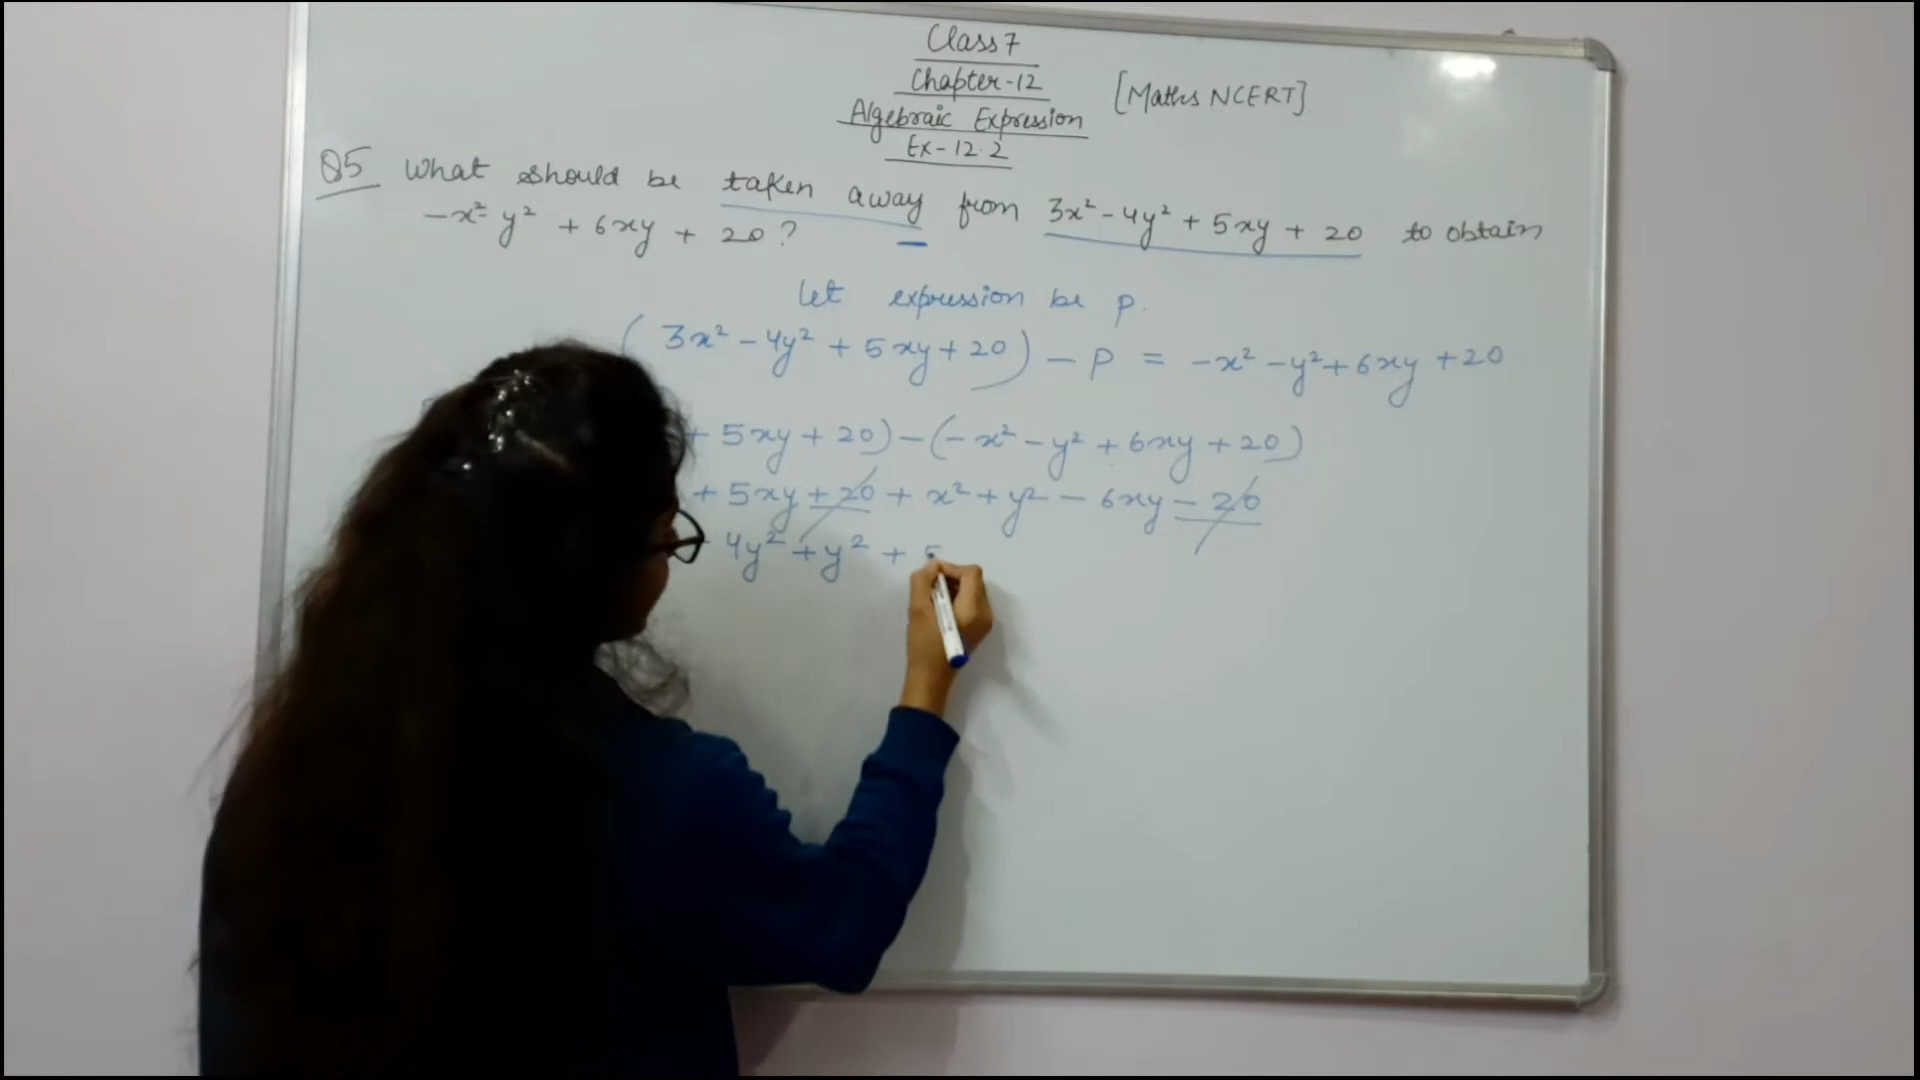 Class 7
Chapter-12
[Maths NCERT]
Algebraic Expression
Ex-12.2
Q5 What should be taken away from 3x² - 4y² + 5xy + 20 to obtain
-x² - y² + 6xy + 20?
let expression be p.
(3x² - 4y² + 5xy + 20) - p = -x² - y² + 6xy + 20
+ 5xy + 20) - (-x² - y² + 6xy + 20)
+ 5xy + 20 + x² + y² - 6xy - 20
4y² + y² + 5